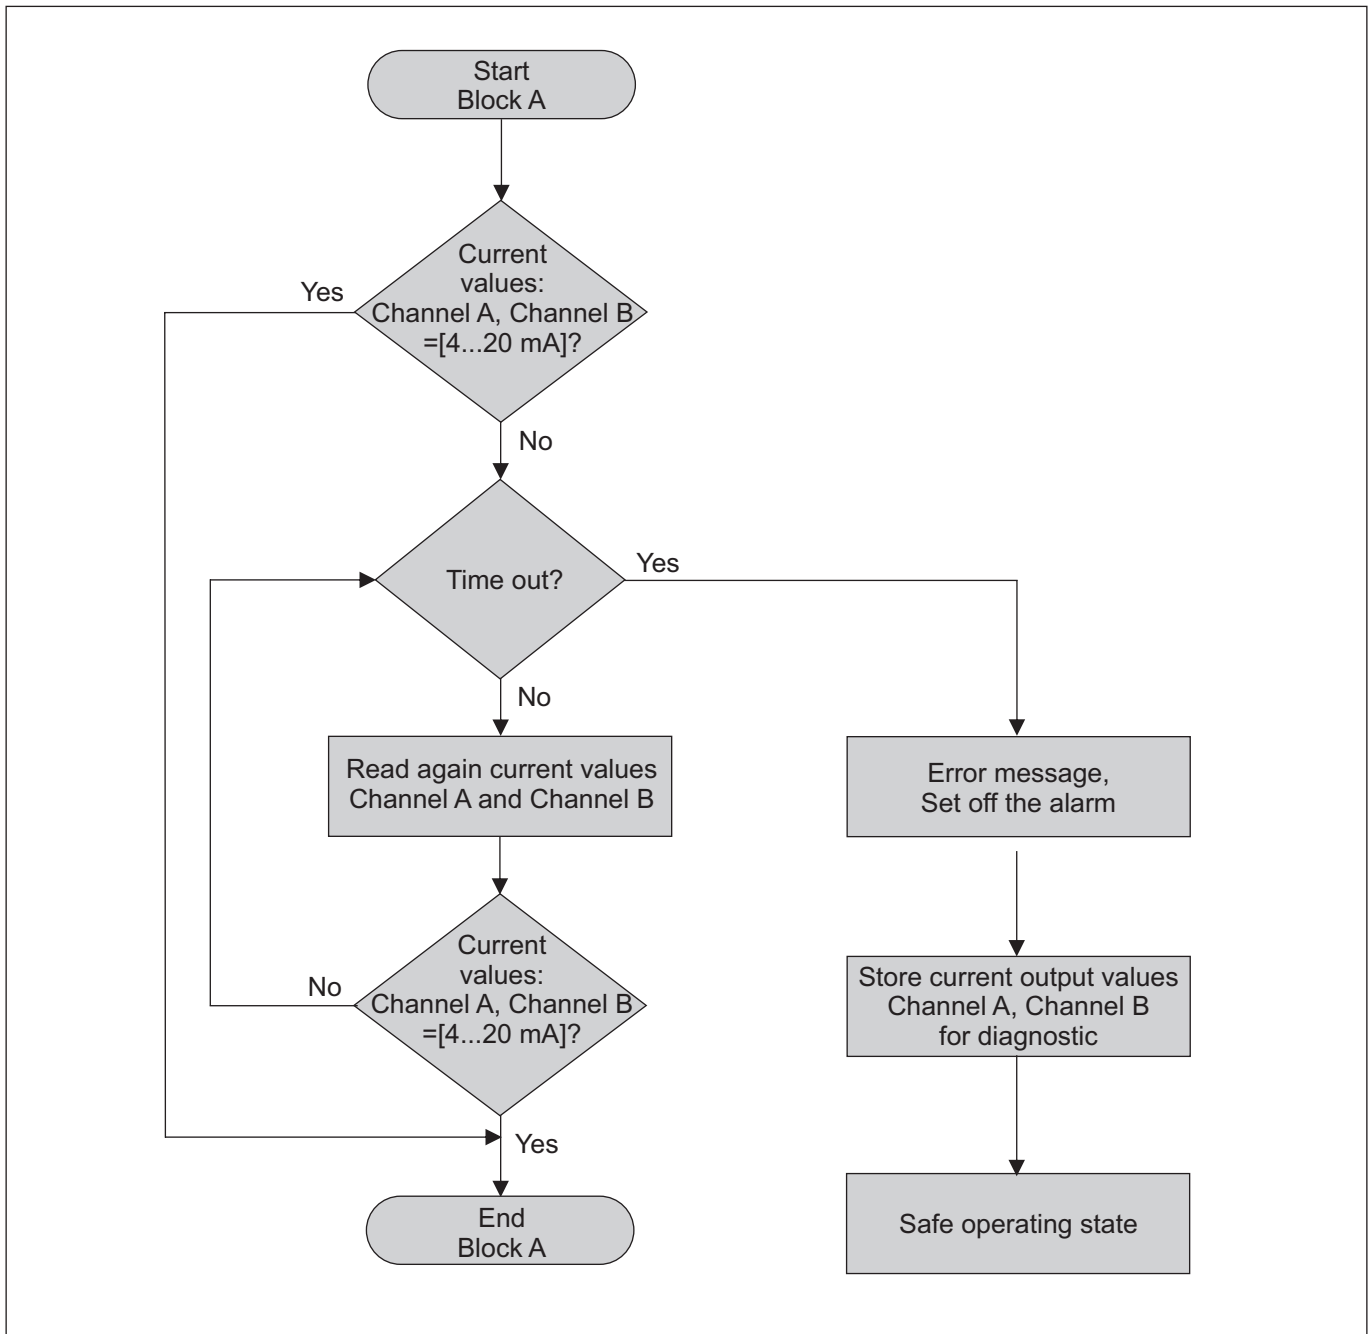 Start
Block A
Current
values:
Channel A, Channel B
=[4...20 mA]?
Yes
No
Time out?
Yes
No
Read again current values
Channel A and Channel B
Error message,
Set off the alarm
Current
values:
Channel A, Channel B
=[4...20 mA]?
No
Yes
Store current output values
Channel A, Channel B
for diagnostic
End
Block A
Safe operating state